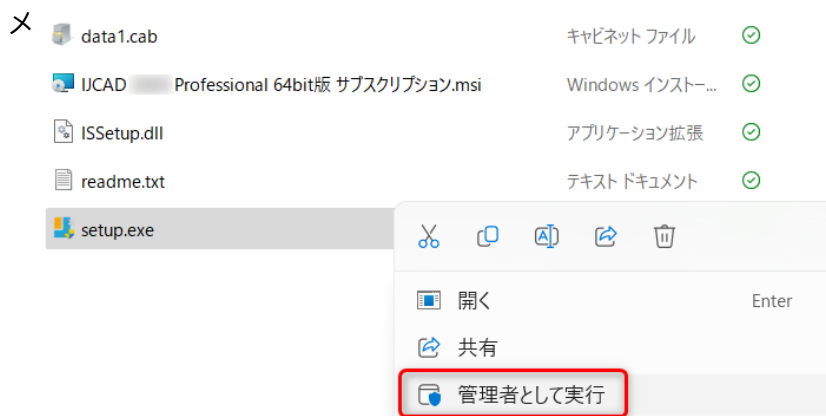 メ
data1.cab キャビネット ファイル
IJCAD Professional 64bit版 サブスクリプション.msi Windows インストー...
ISSetup.dll アプリケーション拡張
readme.txt テキスト ドキュメント
setup.exe
開く Enter
共有
管理者として実行